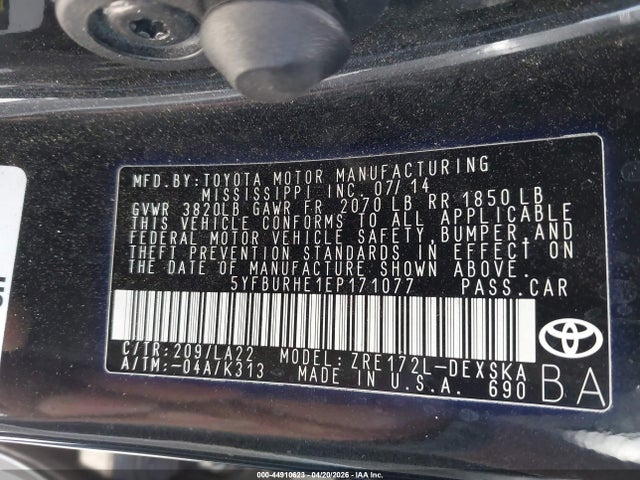 MFD.BY:TOYOTA MOTOR MANUFACTURING
MISSISSIPPI INC. 07/14
GVWR 3820LB GAWR FR 2070 LB RR 1850LB
THIS VEHICLE CONFORMS TO ALL APPLICABLE
FEDERAL MOTOR VEHICLE SAFETY,BUMPER,AND
THEFT PREVENTION STANDARDS IN EFFECT ON
THE DATE OF MANUFACTURE SHOWN ABOVE.
5YFBURHE1EP171077 PASS.CAR
C/TR:209/LA22 MODEL:ZRE172L-DEXSKA
A/TM:-04A/K313 MADE IN U.S.A. 690
BA
000-44910623 - 04/20/2026 - IAA Inc.